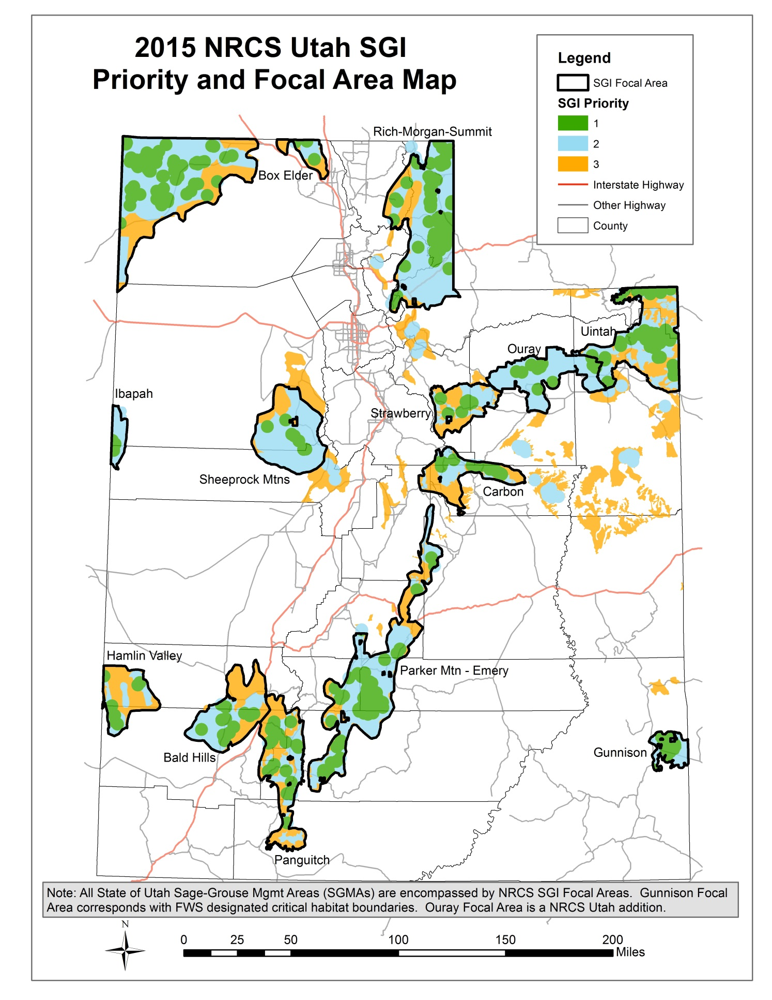 2015 NRCS Utah SGI
Priority and Focal Area Map
Legend
SGI Focal Area
SGI Priority
1
2
3
Interstate Highway
Other Highway
County
Rich-Morgan-Summit
Box Elder
Uintah
Ouray
Ibapah
Strawberry
Sheeprock Mtns
Carbon
Hamlin Valley
Parker Mtn - Emery
Bald Hills
Gunnison
Panguitch
Note: All State of Utah Sage-Grouse Mgmt Areas (SGMAs) are encompassed by NRCS SGI Focal Areas.  Gunnison Focal
Area corresponds with FWS designated critical habitat boundaries.  Ouray Focal Area is a NRCS Utah addition.
N
0 25 50 100 150 200
Miles